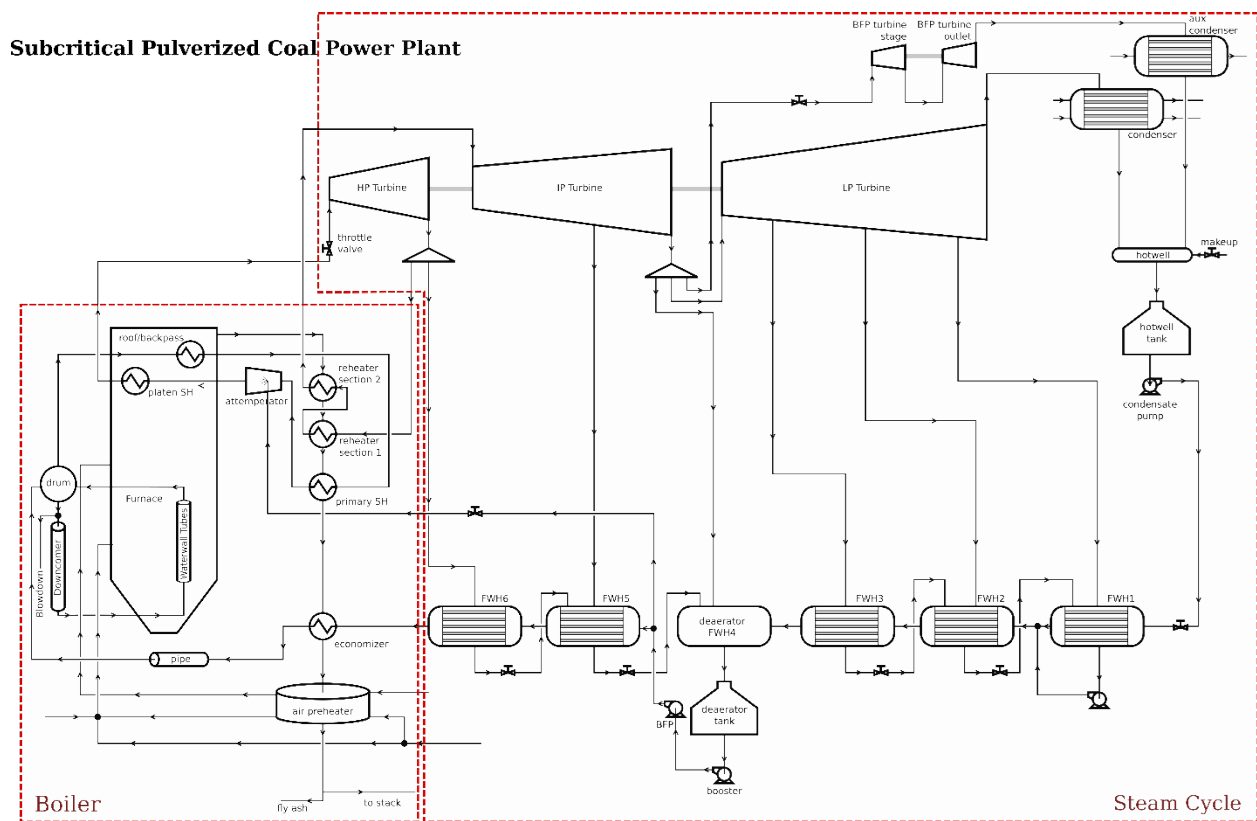 Subcritical Pulverized Coal Power Plant
BFP turbine
stage
BFP turbine
outlet
aux
condenser
condenser
HP Turbine
IP Turbine
LP Turbine
throttle
valve
makeup
hotwell
hotwell
tank
condensate
pump
roof/backpass
platen SH
attemperator
reheater
section 2
reheater
section 1
primary SH
drum
Furnace
Waterwall Tubes
Downcomer
Blowdown
economizer
pipe
air preheater
fly ash
to stack
FWH6
FWH5
deaerator
FWH4
FWH3
FWH2
FWH1
BFP
deaerator
tank
booster
Boiler
Steam Cycle